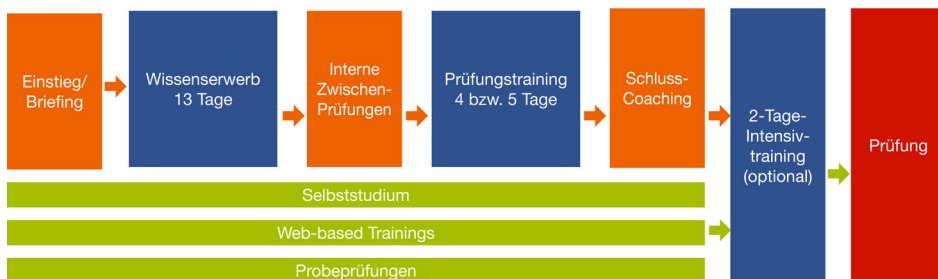 Einstieg/
Briefing
Wissenserwerb
13 Tage
Interne
Zwischen-
Prüfungen
Prüfungstraining
4 bzw. 5 Tage
Schluss-
Coaching
2-Tage-
Intensiv-
training
(optional)
Prüfung
Selbststudium
Web-based Trainings
Probeprüfungen